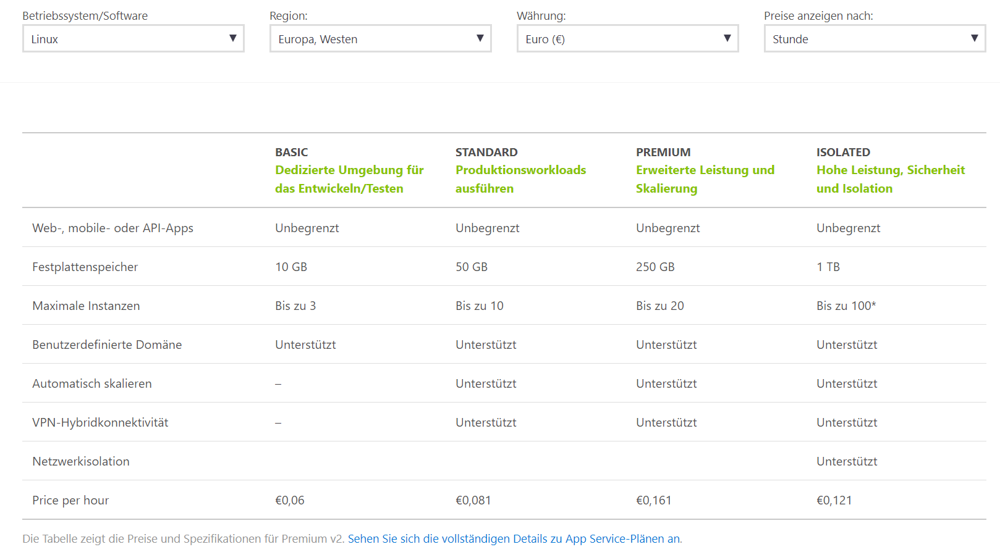 Betriebssystem/Software
Region:
Währung:
Preise anzeigen nach:
Linux
Europa, Westen
Euro (€)
Stunde
BASIC
Dedizierte Umgebung für
das Entwickeln/Testen
STANDARD
Produktionsworkloads
ausführen
PREMIUM
Erweiterte Leistung und
Skalierung
ISOLATED
Hohe Leistung, Sicherheit
und Isolation
Web-, mobile- oder API-Apps Unbegrenzt Unbegrenzt Unbegrenzt Unbegrenzt
Festplattenspeicher 10 GB 50 GB 250 GB 1 TB
Maximale Instanzen Bis zu 3 Bis zu 10 Bis zu 20 Bis zu 100*
Benutzerdefinierte Domäne Unterstützt Unterstützt Unterstützt Unterstützt
Automatisch skalieren – Unterstützt Unterstützt Unterstützt
VPN-Hybridkonnektivität – Unterstützt Unterstützt Unterstützt
Netzwerkisolation Unterstützt
Price per hour €0,06 €0,081 €0,161 €0,121
Die Tabelle zeigt die Preise und Spezifikationen für Premium v2. Sehen Sie sich die vollständigen Details zu App Service-Plänen an.